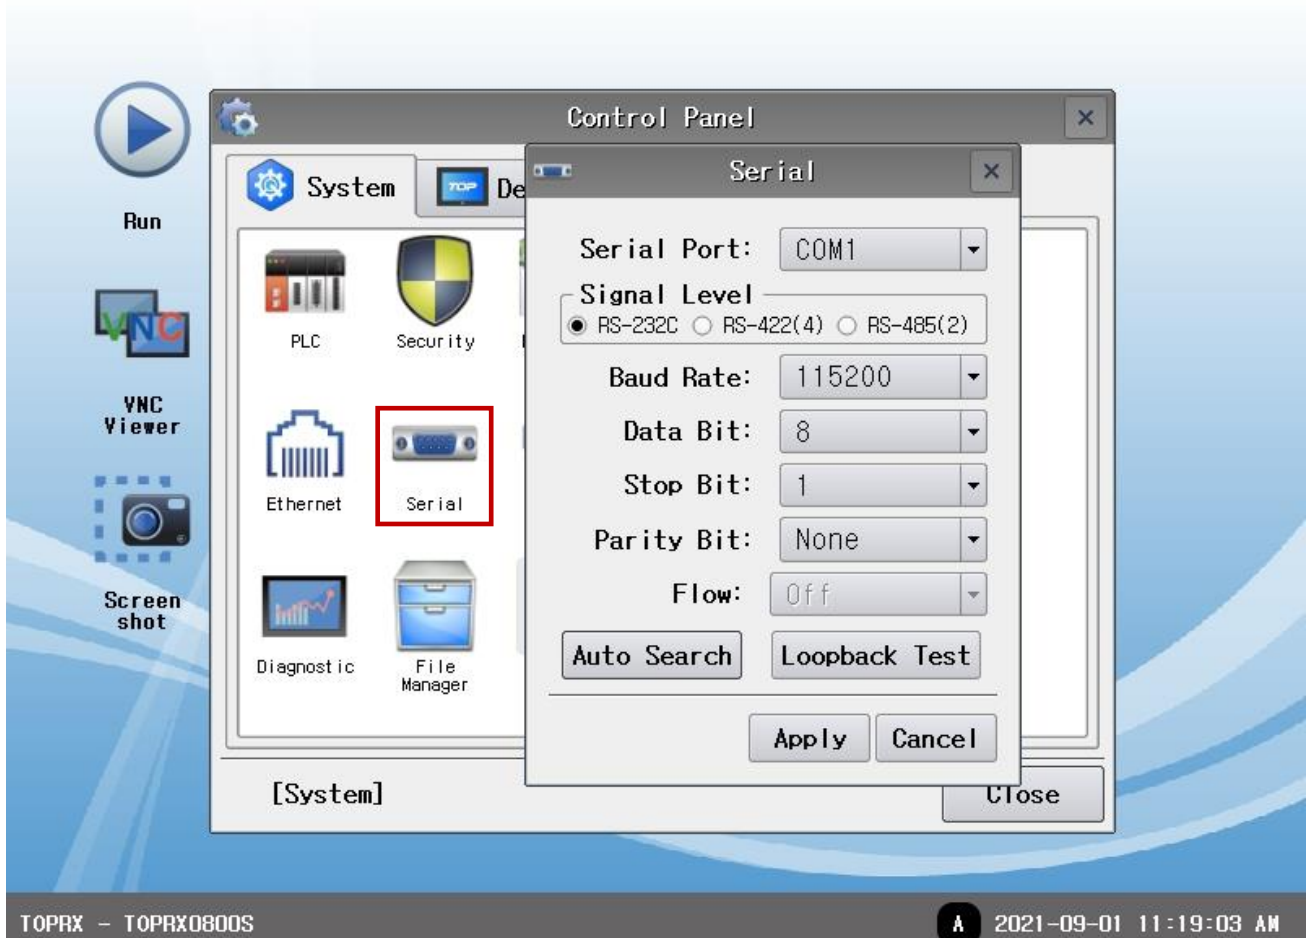 Control Panel
System
TOP
De
Serial
Run
Serial Port: COM1
Signal Level
RS-232C RS-422(4) RS-485(2)
PLC
Security
VNC
Baud Rate: 115200
VNC
Viewer
Data Bit: 8
Stop Bit: 1
Ethernet
Serial
Parity Bit: None
Flow: Off
Screen
shot
Auto Search Loopback Test
Diagnostic
File
Manager
Apply Cancel
[System]
Close
TOPRX - TOPRX0800S
A 2021-09-01 11:19:03 AM